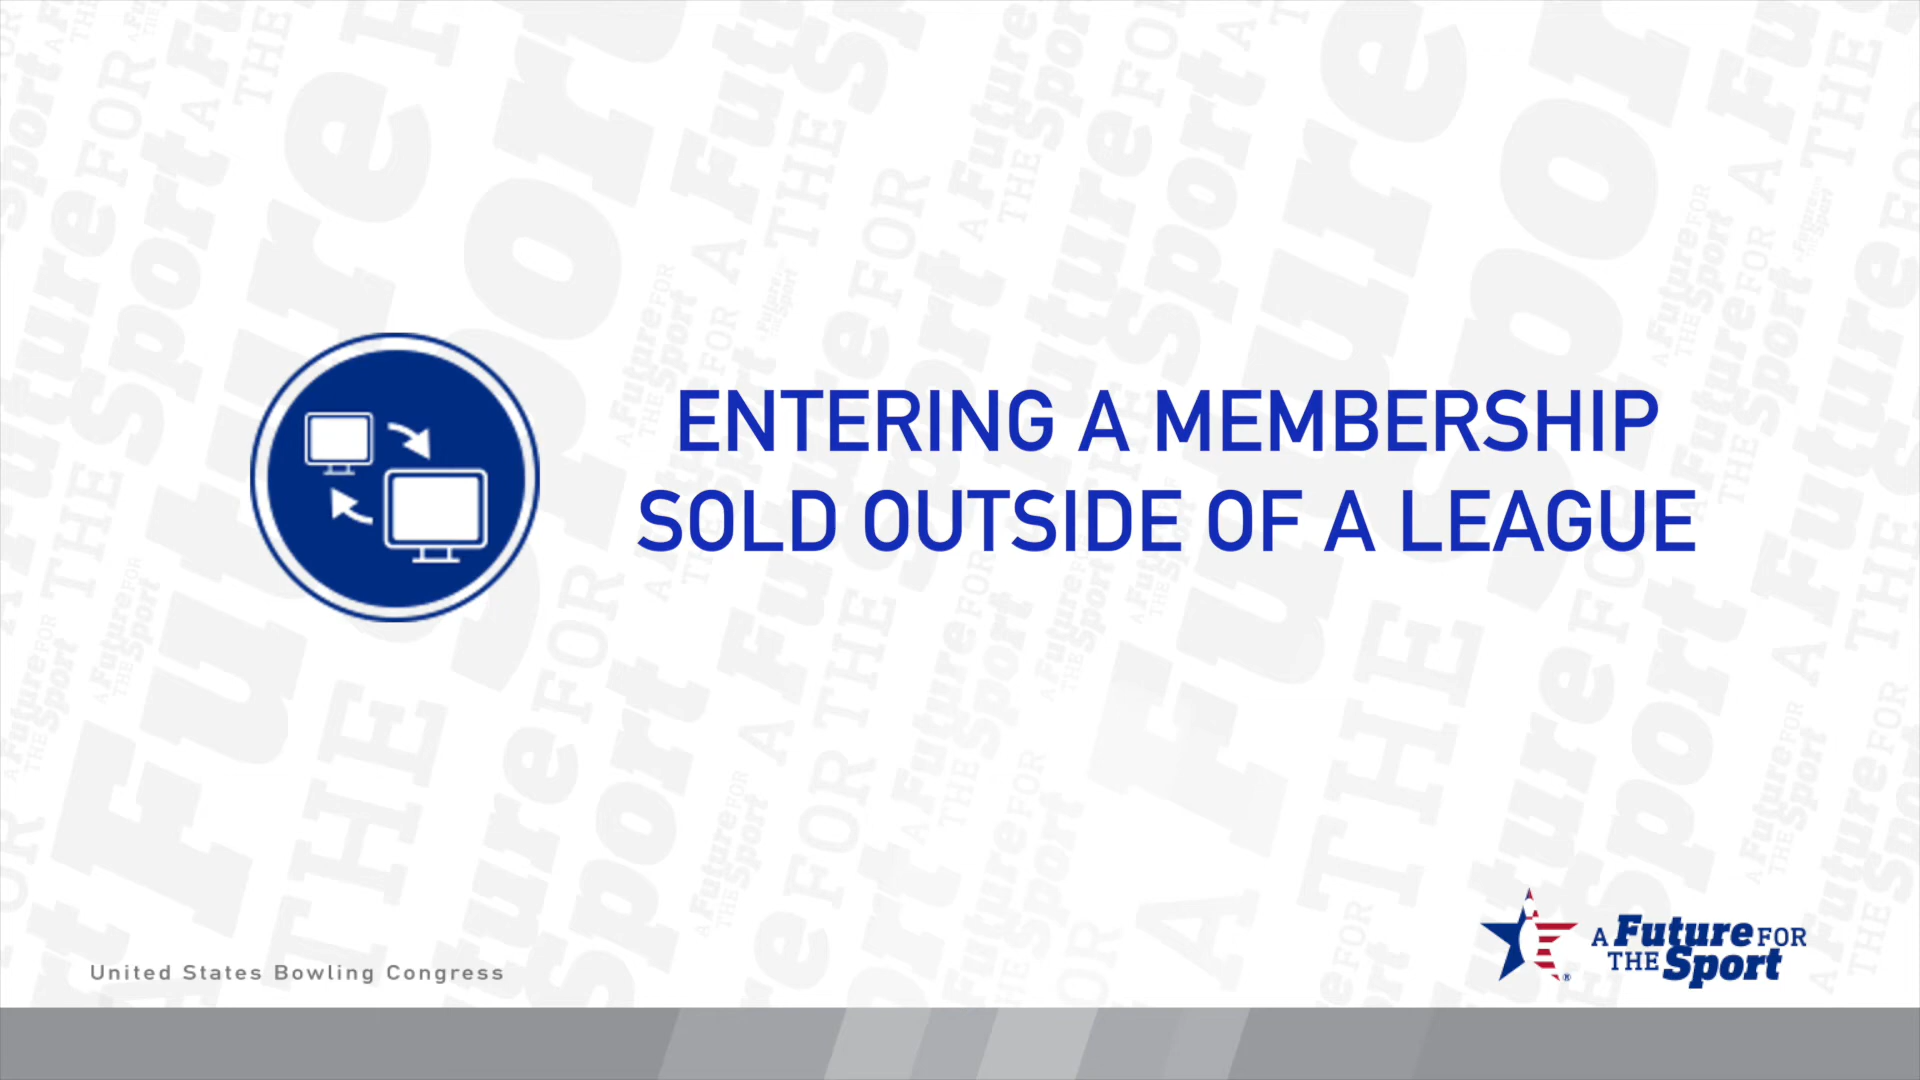 ENTERING A MEMBERSHIP
SOLD OUTSIDE OF A LEAGUE
United States Bowling Congress
A Future FOR
THE Sport